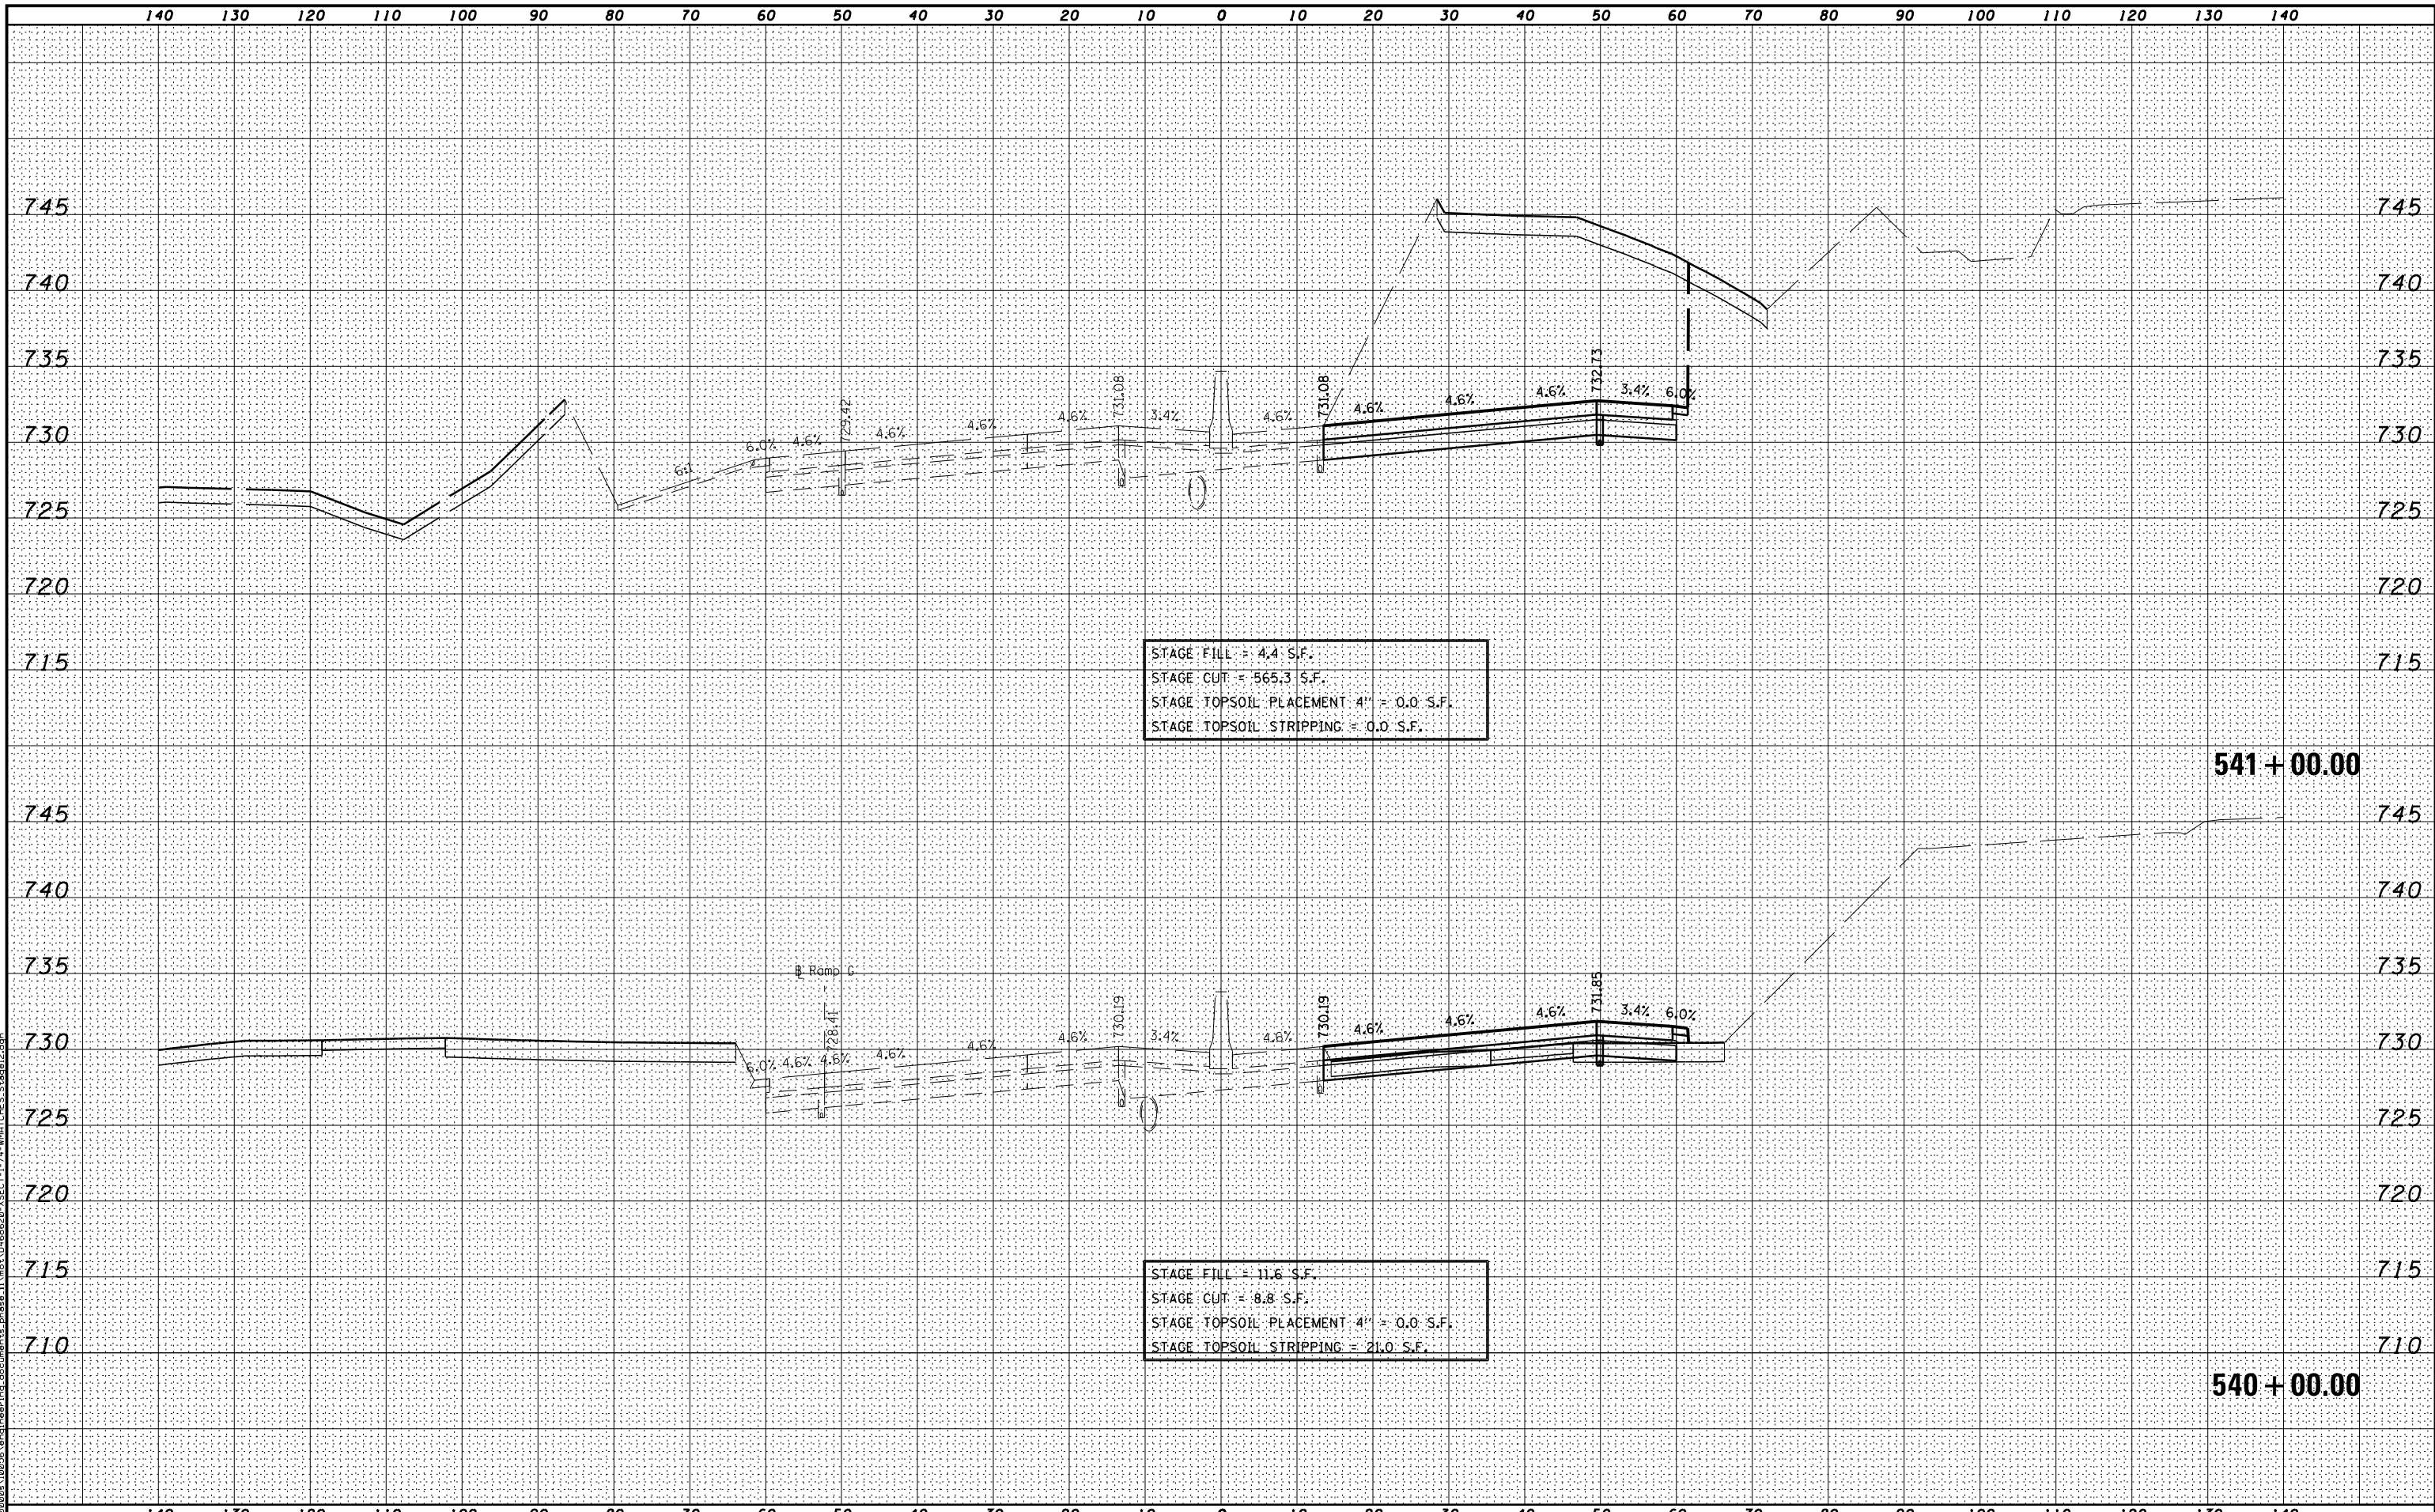 140 130 120 110 100 90 80 70 60 50 40 30 20 10 0 10 20 30 40 50 60 70 80 90 100 110 120 130 140
745 745
740 740
735 735
732.73
731.08 731.08
729.42
6:1 6.0% 4.6% 4.6% 4.6% 4.6% 3.4% 4.6% 4.6% 4.6% 4.6% 3.4% 6.0%
730 730
725 725
720 720
715 715
STAGE FILL = 4.4 S.F.
STAGE CUT = 565.3 S.F.
STAGE TOPSOIL PLACEMENT 4'' = 0.0 S.F.
STAGE TOPSOIL STRIPPING = 0.0 S.F.
541+00.00
745 745
740 740
735 735
Ramp G
731.85
730.19 730.19
728.41
6.0% 4.6% 4.6% 4.6% 4.6% 4.6% 3.4% 4.6% 4.6% 4.6% 4.6% 3.4% 6.0%
730 730
725 725
720 720
715 715
STAGE FILL = 11.6 S.F.
STAGE CUT = 8.8 S.F.
STAGE TOPSOIL PLACEMENT 4'' = 0.0 S.F.
STAGE TOPSOIL STRIPPING = 21.0 S.F.
710 710
540+00.00